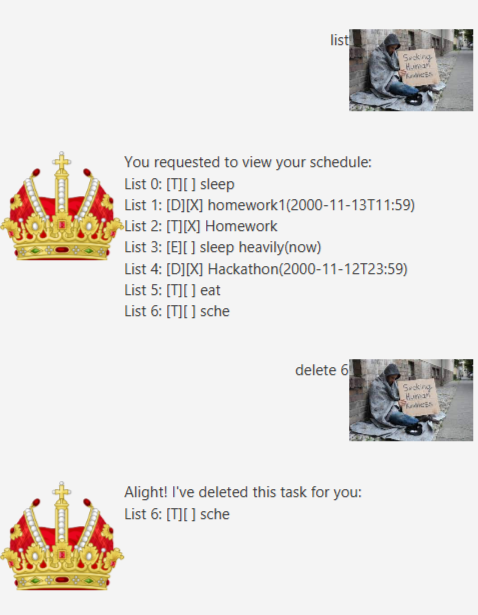 list
Seeking
Human
Kindness
You requested to view your schedule:
List 0: [T][ ] sleep
List 1: [D][X] homework1(2000-11-13T11:59)
List 2: [T][X] Homework
List 3: [E][ ] sleep heavily(now)
List 4: [D][X] Hackathon(2000-11-12T23:59)
List 5: [T][ ] eat
List 6: [T][ ] sche
delete 6
Seeking
Human
Kindness
Alight! I've deleted this task for you:
List 6: [T][ ] sche